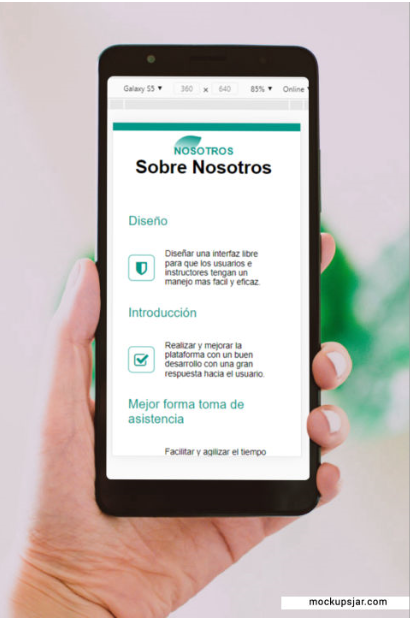 Galaxy S5 ▼ 360 x 640 85% ▼ Online
NOSOTROS
Sobre Nosotros
Diseño
Diseñar una interfaz libre
para que los usuarios e
instructores tengan un
manejo mas facil y eficaz.
Introducción
Realizar y mejorar la
plataforma con un buen
desarrollo con una gran
respuesta hacia el usuario.
Mejor forma toma de
asistencia
Facilitar y agilizar el tiempo
mockupsjar.com